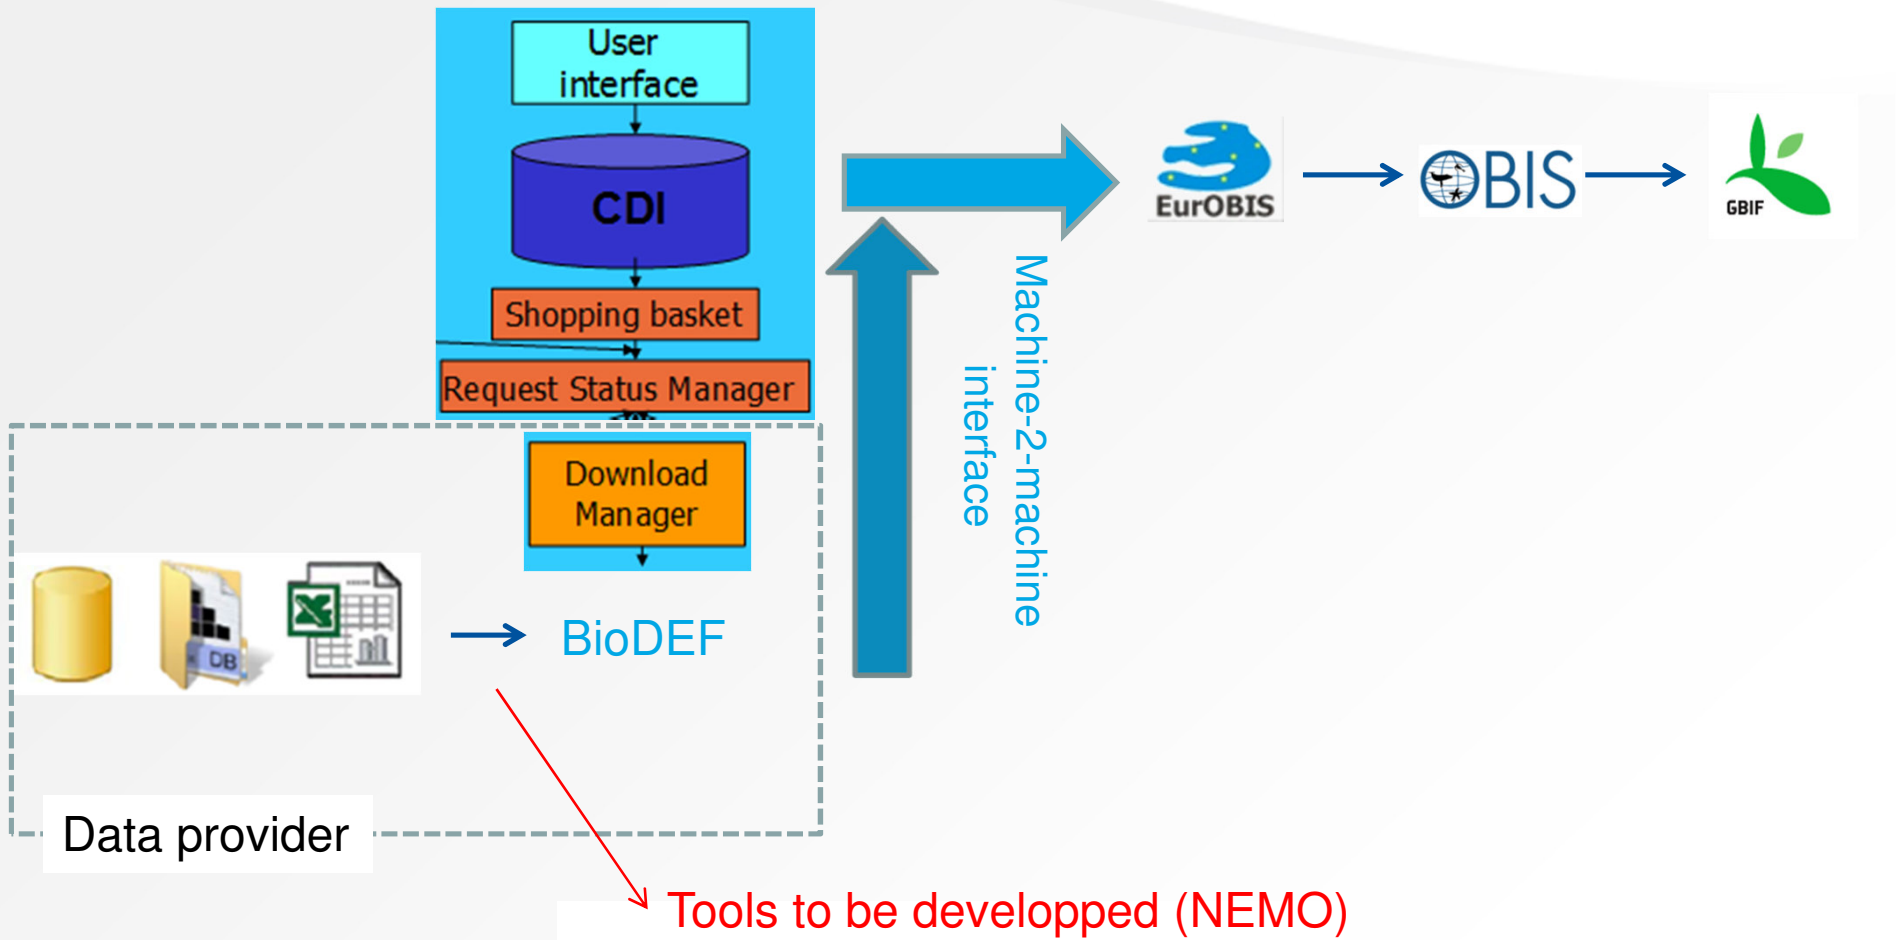 User
interface
CDI
Shopping basket
Request Status Manager
Download
Manager
DB
BioDEF
Data provider
Tools to be developped (NEMO)
Machine-2-machine
interface
EurOBIS
OBIS
GBIF